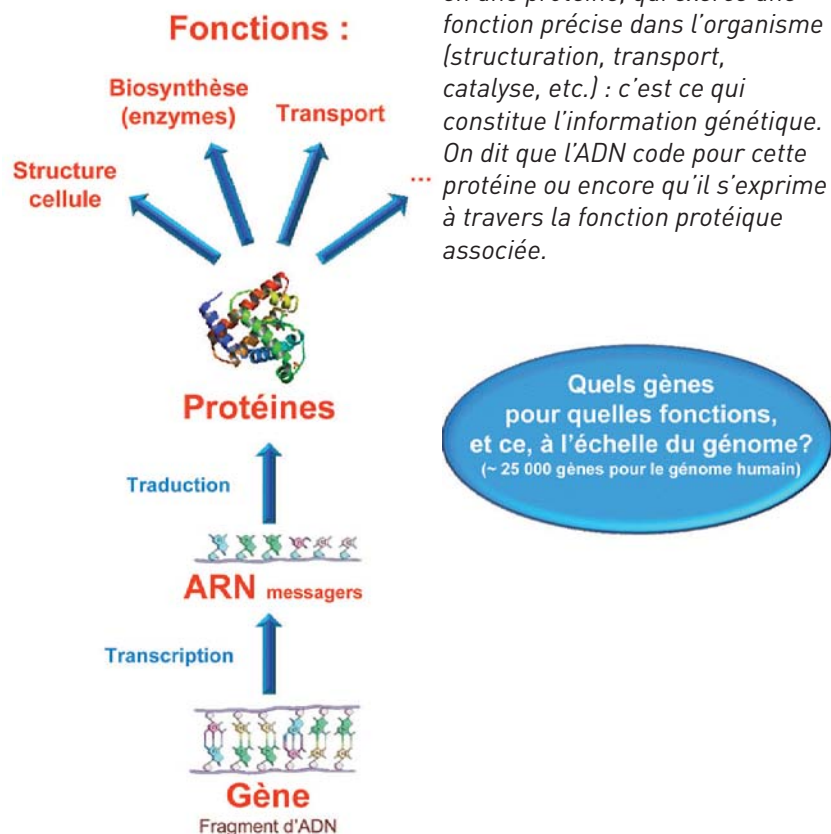 Fonctions :
Biosynthèse
(enzymes)
Transport
Structure
cellule
...
Protéines
Traduction
ARN messagers
Transcription
Gène
Fragment d'ADN
fonction précise dans l'organisme
(structuration, transport,
catalyse, etc.) : c'est ce qui
constitue l'information génétique.
On dit que l'ADN code pour cette
protéine ou encore qu'il s'exprime
à travers la fonction protéique
associée.
Quels gènes
pour quelles fonctions,
et ce, à l'échelle du génome?
(~ 25 000 gènes pour le génome humain)